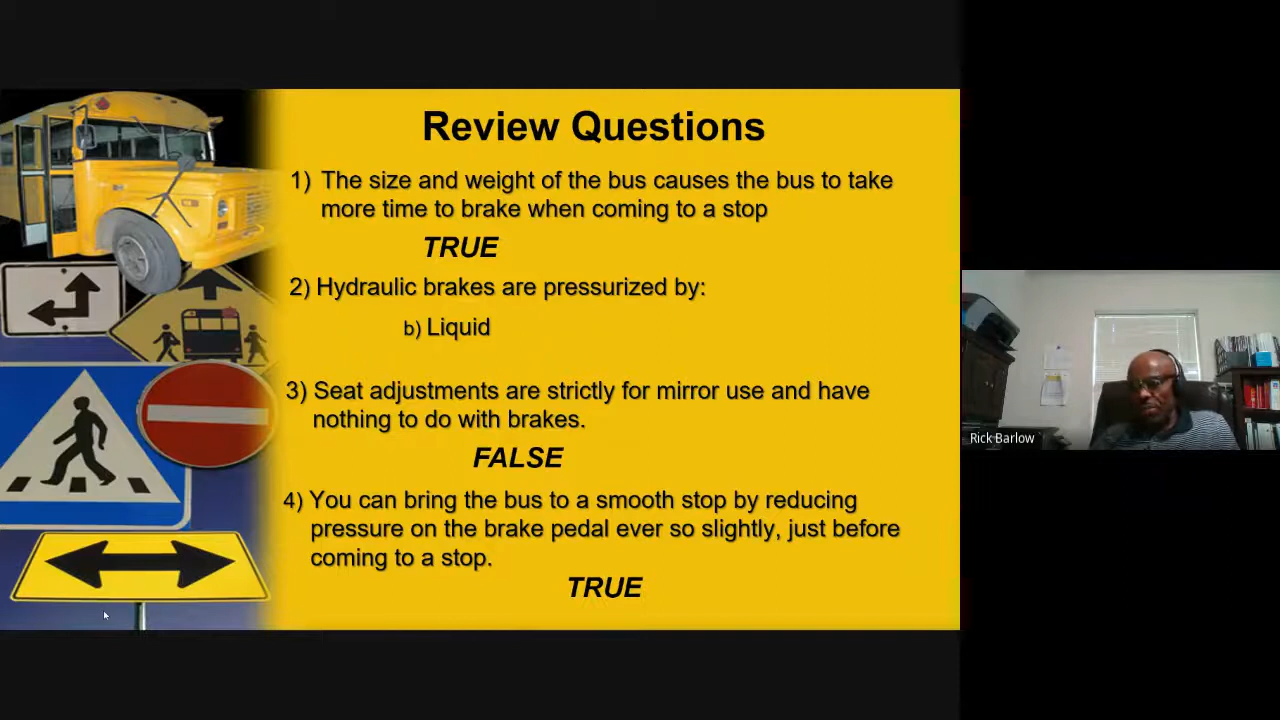 Review Questions
1) The size and weight of the bus causes the bus to take
more time to brake when coming to a stop
TRUE
2) Hydraulic brakes are pressurized by:
b) Liquid
3) Seat adjustments are strictly for mirror use and have
nothing to do with brakes.
FALSE
4) You can bring the bus to a smooth stop by reducing
pressure on the brake pedal ever so slightly, just before
coming to a stop.
TRUE
Rick Barlow